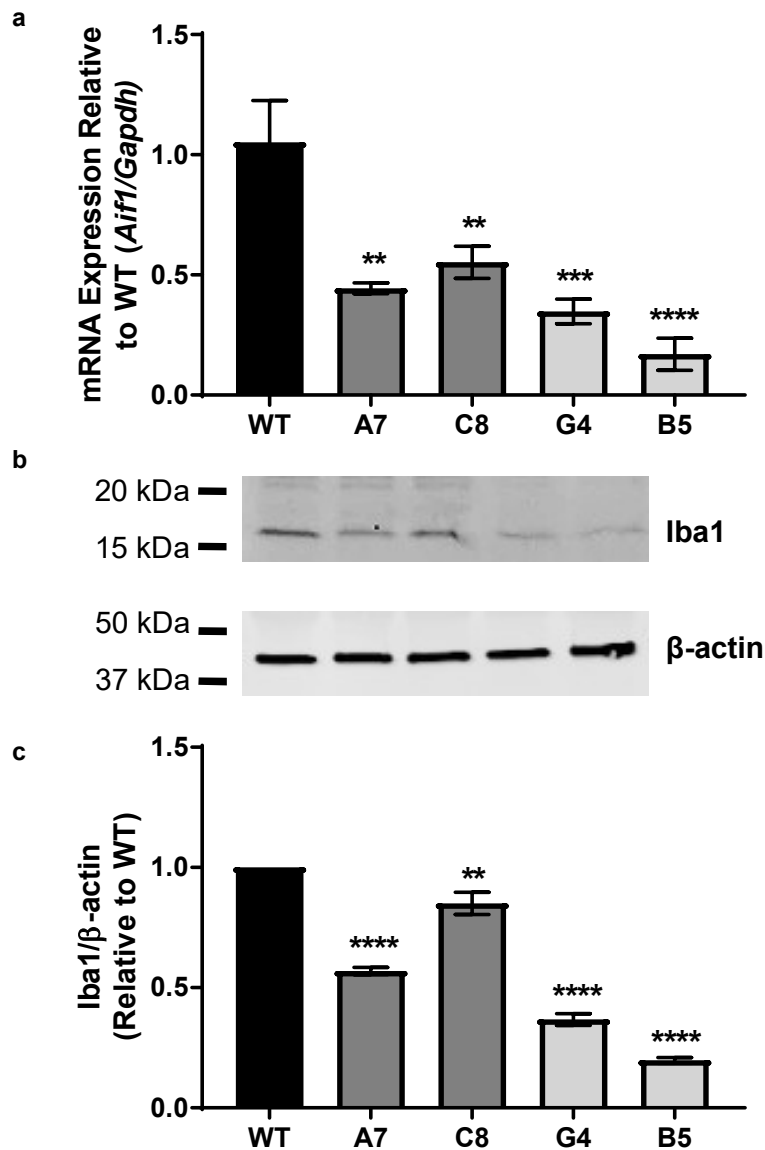 a
mRNA Expression Relative
to WT (Aif1/Gapdh)
1.5
1.0
0.5
0.0
**
**
***
****
WT A7 C8 G4 B5
b
20 kDa
15 kDa
Iba1
50 kDa
37 kDa
β-actin
c
Iba1/β-actin
(Relative to WT)
1.5
1.0
0.5
0.0
****
**
****
****
WT A7 C8 G4 B5